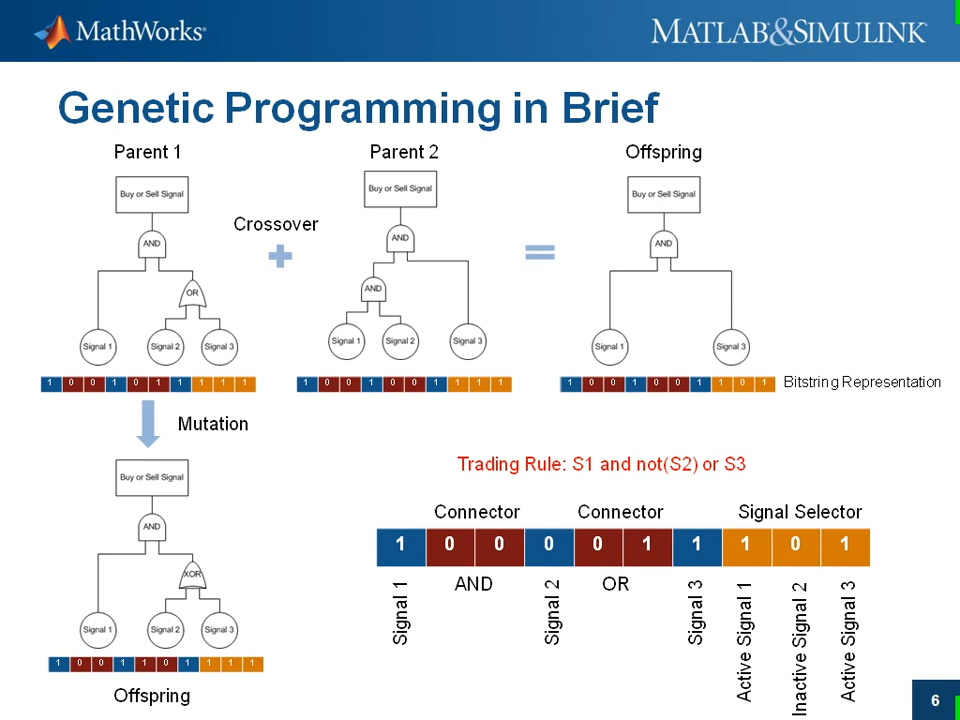 MathWorks®
MATLAB&SIMULINK®
Genetic Programming in Brief
Parent 1
Parent 2
Offspring
Buy or Sell Signal
AND
OR
Signal 1
Signal 2
Signal 3
1 0 0 1 0 1 1 1 1 1
Crossover
Buy or Sell Signal
AND
AND
Signal 1
Signal 2
Signal 3
1 0 0 1 0 0 1 1 1 1
Buy or Sell Signal
AND
Signal 1
Signal 3
1 0 0 1 0 0 1 1 0 1
Bitstring Representation
Mutation
Buy or Sell Signal
AND
XOR
Signal 1
Signal 2
Signal 3
1 0 0 1 1 0 1 1 1 1
Offspring
Trading Rule: S1 and not(S2) or S3
Connector
Connector
Signal Selector
1 0 0 0 0 1 1 1 0 1
Signal 1
AND
Signal 2
OR
Signal 3
Active Signal 1
Inactive Signal 2
Active Signal 3
6